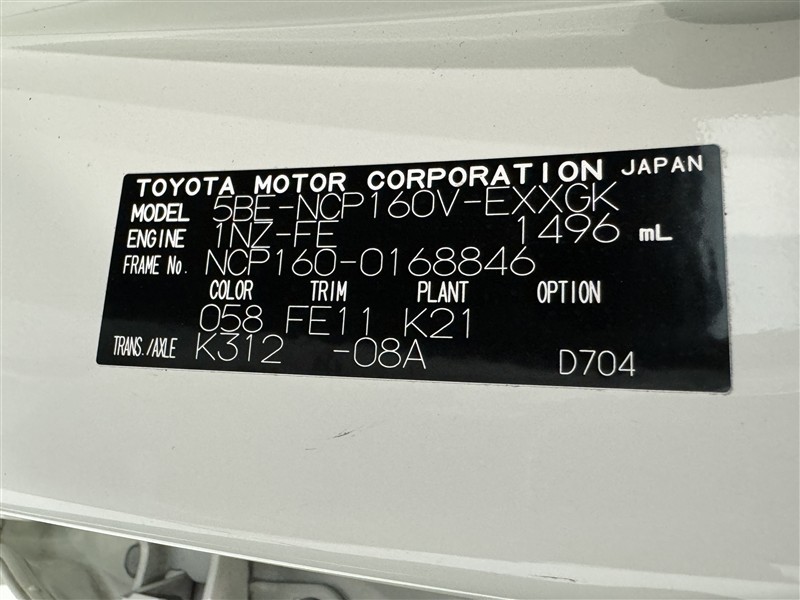 TOYOTA MOTOR CORPORATION JAPAN
MODEL 5BE-NCP160V-EXXGK
ENGINE 1NZ-FE 1496 mL
FRAME No. NCP160-0168846
COLOR TRIM PLANT OPTION
058 FE11 K21
TRANS./AXLE K312 -08A D704